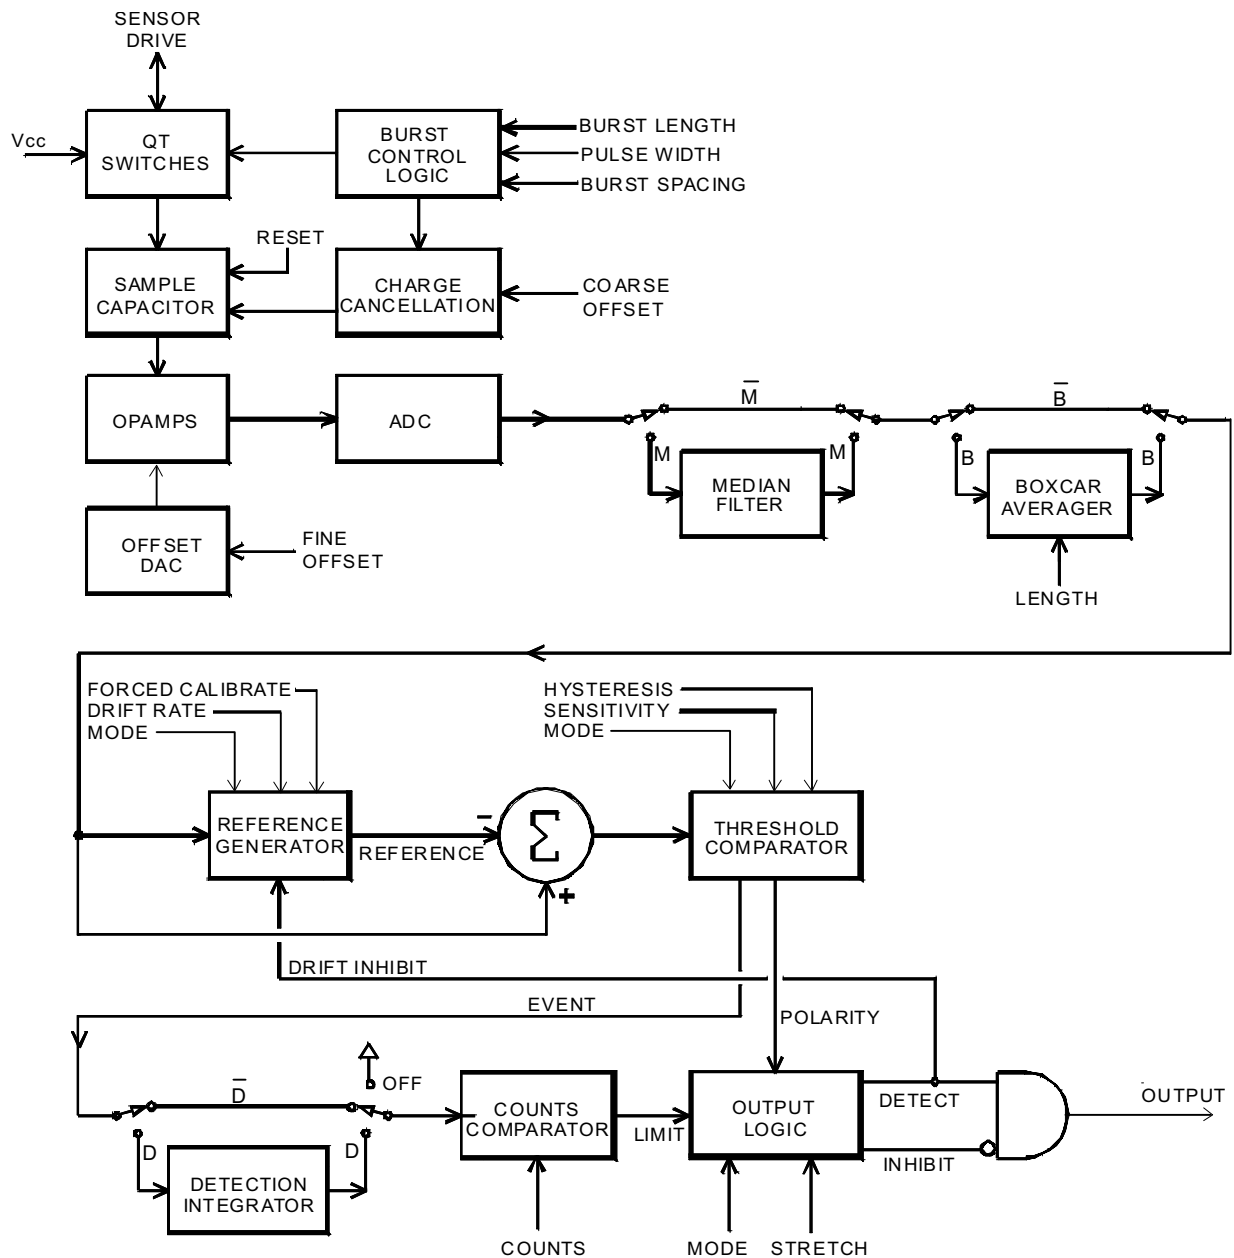 SENSOR
DRIVE
Vcc
QT
SWITCHES
BURST
CONTROL
LOGIC
BURST LENGTH
PULSE WIDTH
BURST SPACING
RESET
SAMPLE
CAPACITOR
CHARGE
CANCELLATION
COARSE
OFFSET
OPAMPS
ADC
M̅
M
M
MEDIAN
FILTER
B̅
B
B
BOXCAR
AVERAGER
LENGTH
OFFSET
DAC
FINE
OFFSET
FORCED CALIBRATE
DRIFT RATE
MODE
HYSTERESIS
SENSITIVITY
MODE
REFERENCE
GENERATOR
REFERENCE
-
Σ
+
THRESHOLD
COMPARATOR
DRIFT INHIBIT
EVENT
POLARITY
D̅
OFF
D
D
DETECTION
INTEGRATOR
COUNTS
COMPARATOR
COUNTS
LIMIT
OUTPUT
LOGIC
MODE
STRETCH
DETECT
INHIBIT
OUTPUT